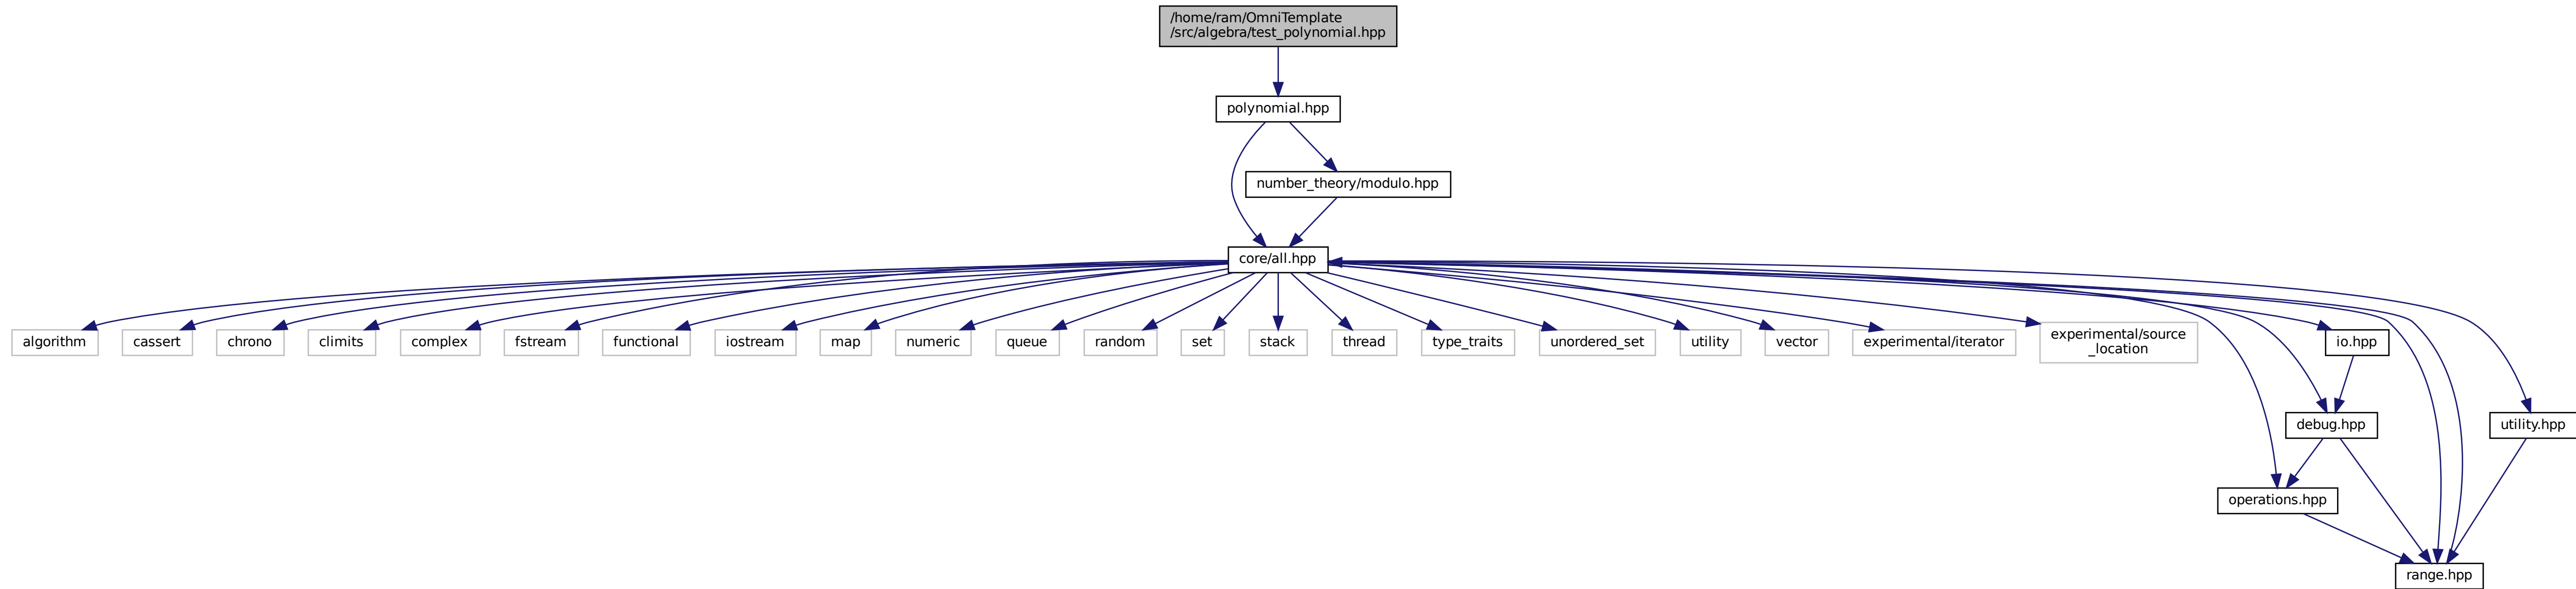 /home/ram/OmniTemplate
/src/algebra/test_polynomial.hpp
polynomial.hpp
number_theory/modulo.hpp
core/all.hpp
algorithm
cassert
chrono
climits
complex
fstream
functional
iostream
map
numeric
queue
random
set
stack
thread
type_traits
unordered_set
utility
vector
experimental/iterator
experimental/source
_location
io.hpp
debug.hpp
utility.hpp
operations.hpp
range.hpp